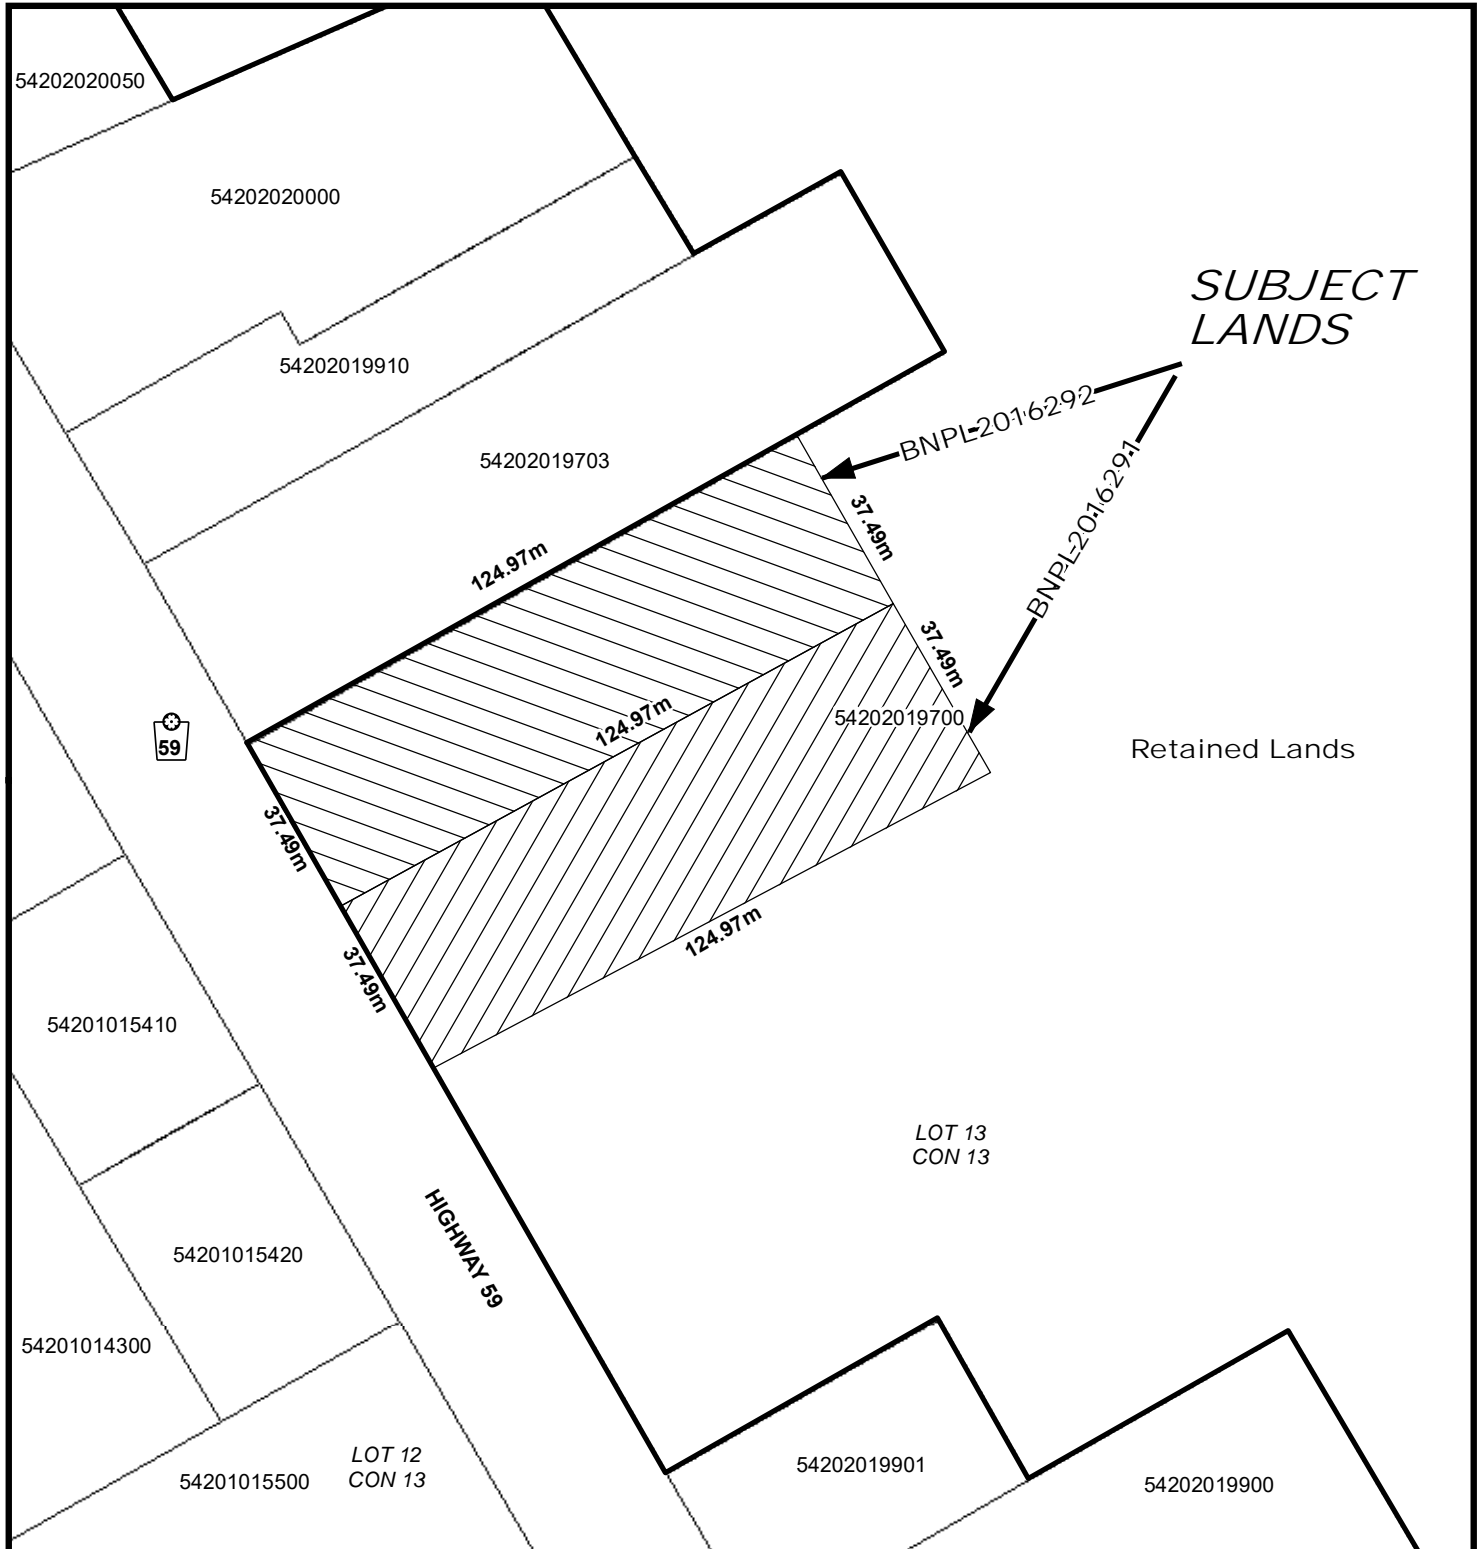 54202020050
54202020000
SUBJECT
LANDS
54202019910
BNPL-2016292
54202019703
BNPL-2016291
37.49m
124.97m
37.49m
124.97m
54202019700
59
Retained Lands
37.49m
124.97m
37.49m
54201015410
LOT 13
CON 13
HIGHWAY 59
54201015420
54201014300
LOT 12
CON 13
54201015500
54202019901
54202019900